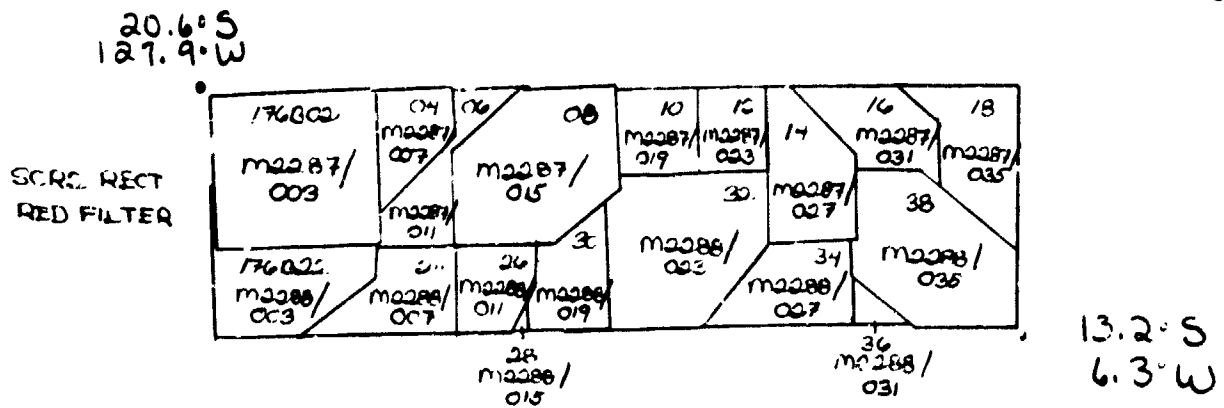 20.6° S
127.9° W
RECT
RED FILTER
176B02
M2287/
003
04
M2287/
007
06
M2287/
011
08
M2287/
015
10
M2287/
019
12
M2287/
023
14
M2287/
027
16
M2287/
031
18
M2287/
035
176B22
M2288/
003
M2288/
007
26
M2288/
011
28
M2288/
015
M2288/
019
M2288/
023
34
M2288/
027
36
M2288/
031
38
M2288/
035
13.2° S
6.3° W